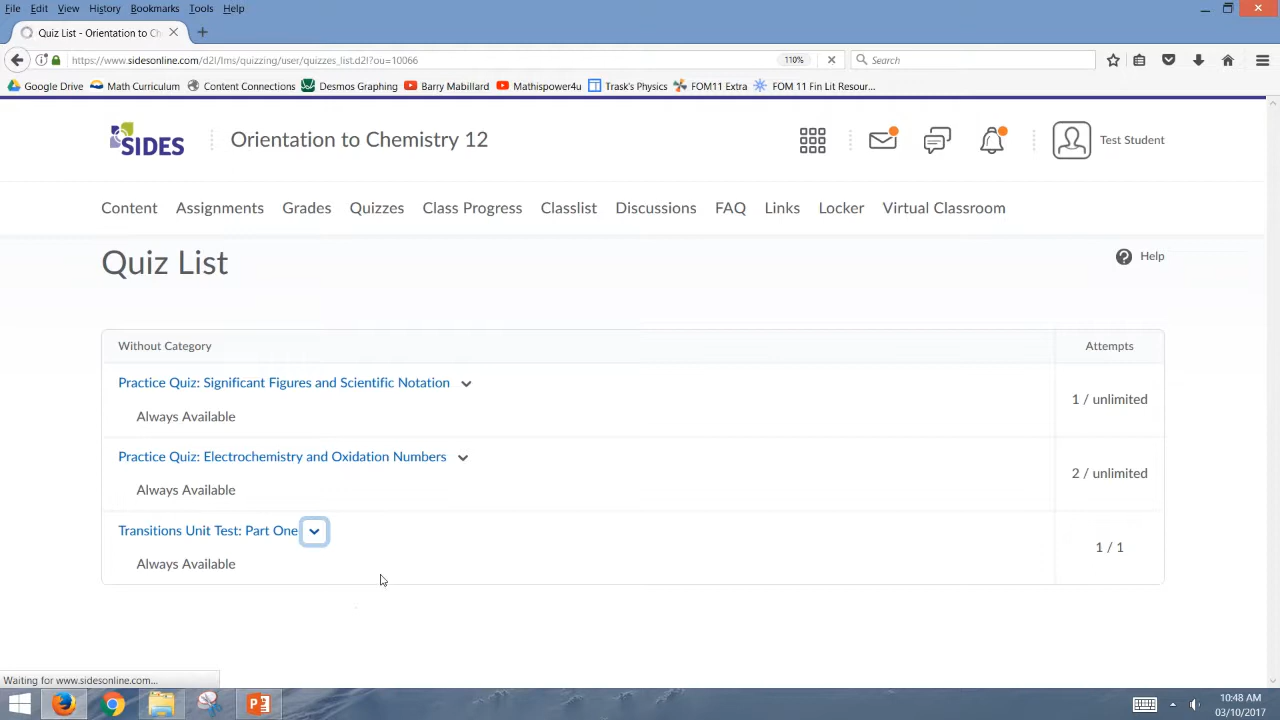 File Edit View History Bookmarks Tools Help
Quiz List - Orientation to Ch
https://www.sidesonline.com/d2l/lms/quizzing/user/quizzes_list.d2l?ou=10066 110% Search
Google Drive Math Curriculum Content Connections Desmos Graphing Barry Mabillard Mathispower4u Trask's Physics FOM11 Extra FOM 11 Fin Lit Resour...
SIDES Orientation to Chemistry 12 Test Student
Content Assignments Grades Quizzes Class Progress Classlist Discussions FAQ Links Locker Virtual Classroom
Quiz List Help
Without Category Attempts
Practice Quiz: Significant Figures and Scientific Notation
1 / unlimited
Always Available
Practice Quiz: Electrochemistry and Oxidation Numbers
2 / unlimited
Always Available
Transitions Unit Test: Part One
1 / 1
Always Available
Waiting for www.sidesonline.com...
10:48 AM
03/10/2017